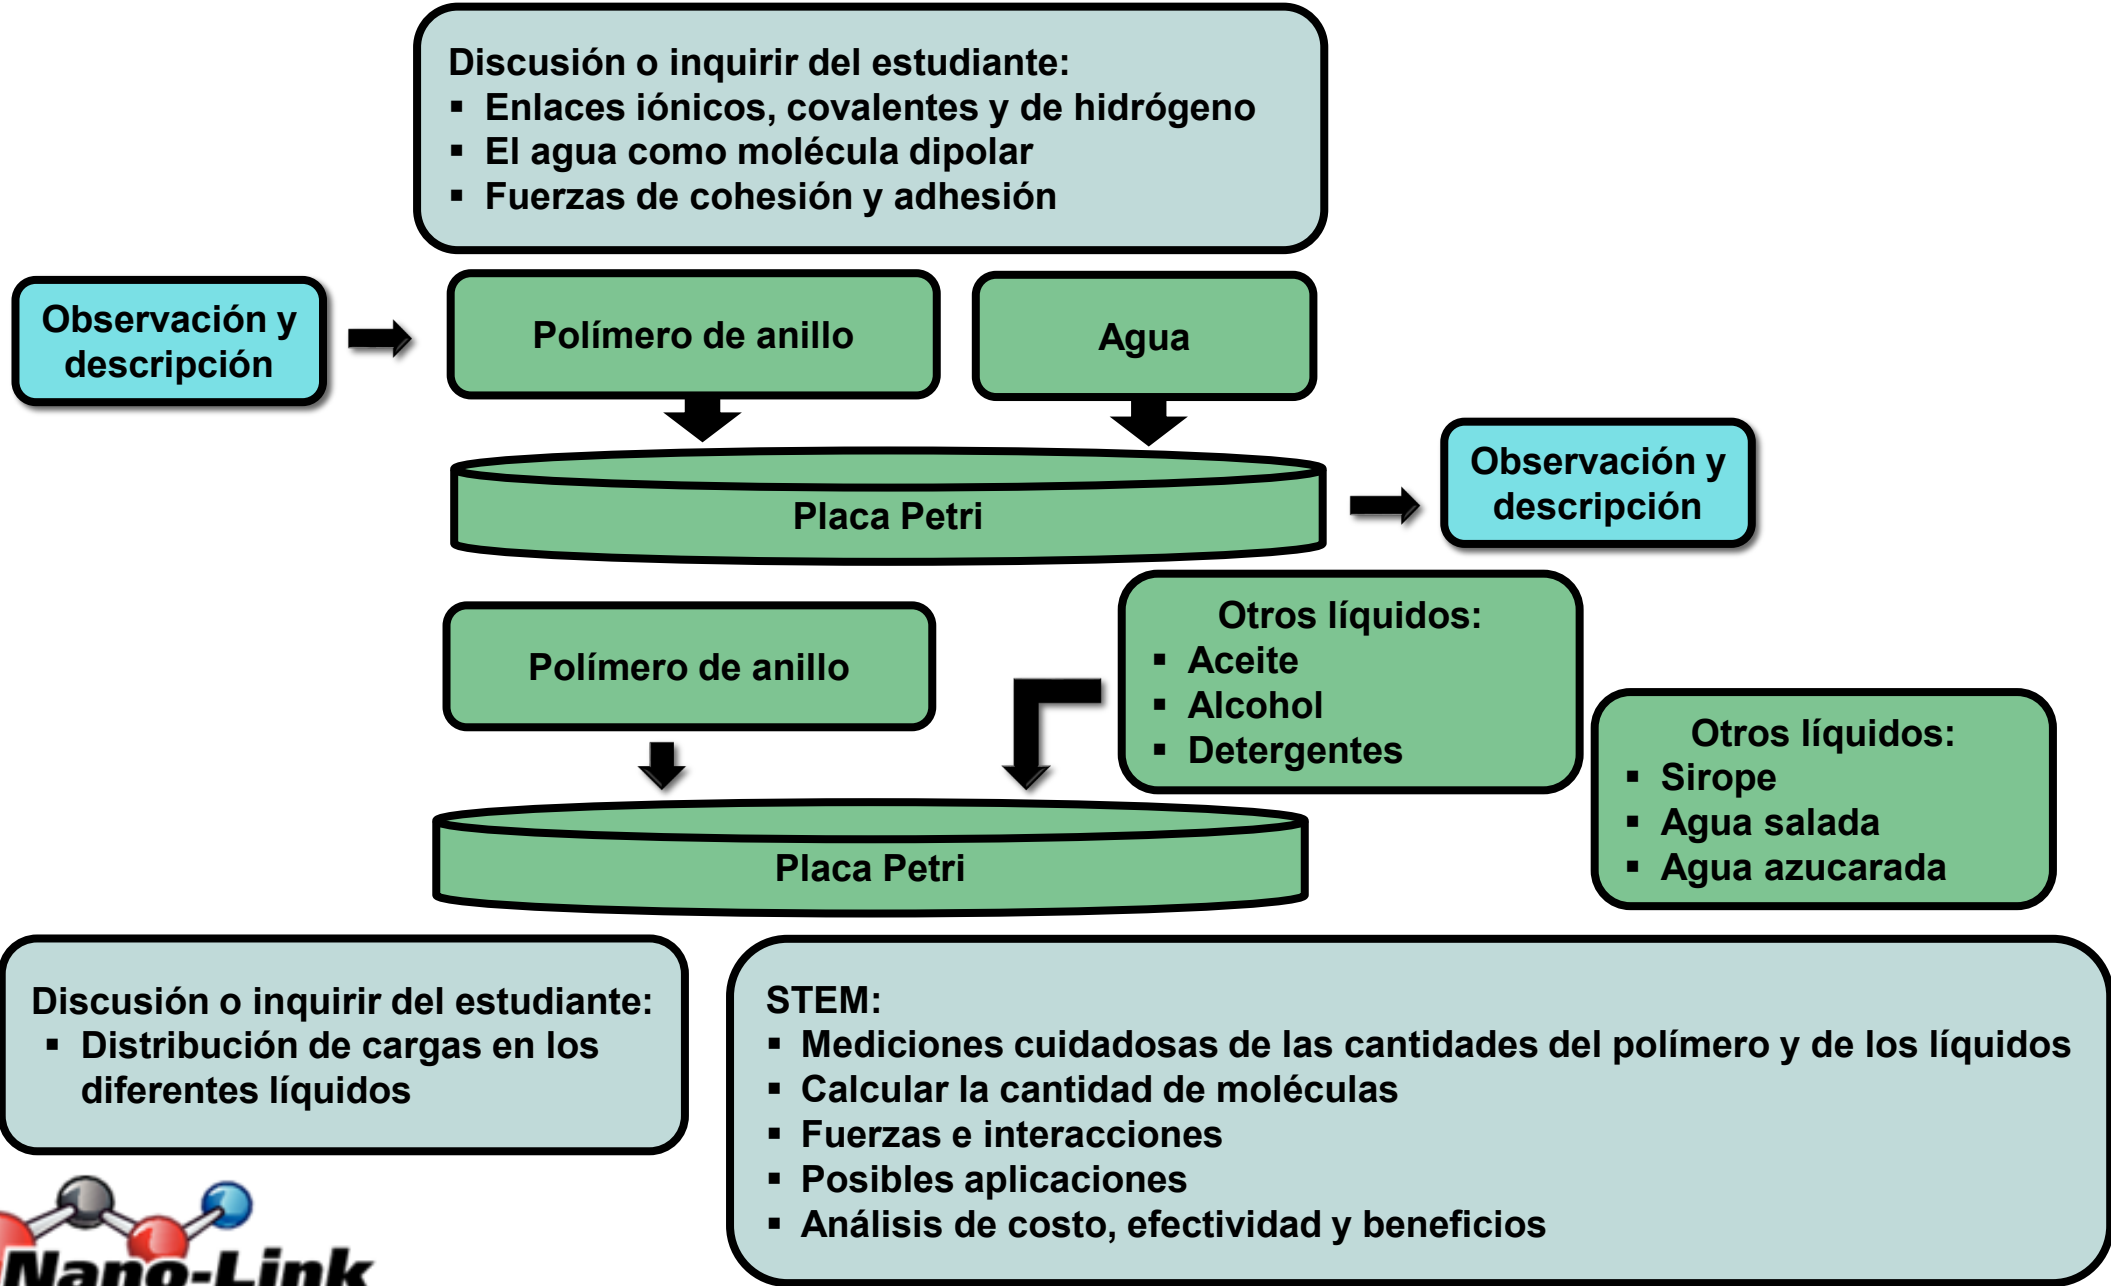 Discusión o inquirir del estudiante:
▪ Enlaces iónicos, covalentes y de hidrógeno
▪ El agua como molécula dipolar
▪ Fuerzas de cohesión y adhesión
Observación y
descripción
Polímero de anillo
Agua
Placa Petri
Observación y
descripción
Polímero de anillo
Otros líquidos:
▪ Aceite
▪ Alcohol
▪ Detergentes
Otros líquidos:
▪ Sirope
▪ Agua salada
▪ Agua azucarada
Placa Petri
Discusión o inquirir del estudiante:
▪ Distribución de cargas en los
diferentes líquidos
STEM:
▪ Mediciones cuidadosas de las cantidades del polímero y de los líquidos
▪ Calcular la cantidad de moléculas
▪ Fuerzas e interacciones
▪ Posibles aplicaciones
▪ Análisis de costo, efectividad y beneficios
Nano-Link